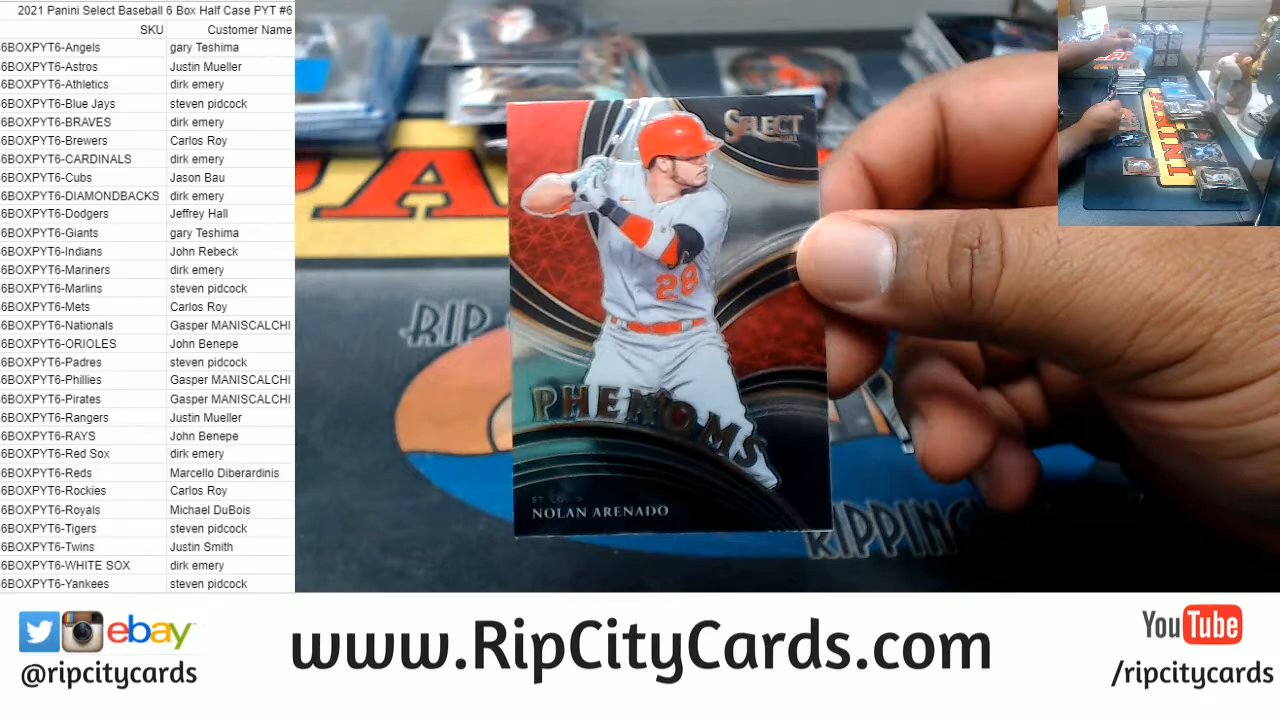 2021 Panini Select Baseball 6 Box Half Case PYT #6
SKU Customer Name
6BOXPYT6-Angels gary Teshima
6BOXPYT6-Astros Justin Mueller
6BOXPYT6-Athletics dirk emery
6BOXPYT6-Blue Jays steven pidcock
6BOXPYT6-BRAVES dirk emery
6BOXPYT6-Brewers Carlos Roy
6BOXPYT6-CARDINALS dirk emery
6BOXPYT6-Cubs Jason Bau
6BOXPYT6-DIAMONDBACKS dirk emery
6BOXPYT6-Dodgers Jeffrey Hall
6BOXPYT6-Giants gary Teshima
6BOXPYT6-Indians John Rebeck
6BOXPYT6-Mariners dirk emery
6BOXPYT6-Marlins steven pidcock
6BOXPYT6-Mets Carlos Roy
6BOXPYT6-Nationals Gasper MANISCALCHI
6BOXPYT6-ORIOLES John Benepe
6BOXPYT6-Padres steven pidcock
6BOXPYT6-Phillies Gasper MANISCALCHI
6BOXPYT6-Pirates Gasper MANISCALCHI
6BOXPYT6-Rangers Justin Mueller
6BOXPYT6-RAYS John Benepe
6BOXPYT6-Red Sox dirk emery
6BOXPYT6-Reds Marcello Diberardinis
6BOXPYT6-Rockies Carlos Roy
6BOXPYT6-Royals Michael DuBois
6BOXPYT6-Tigers steven pidcock
6BOXPYT6-Twins Justin Smith
6BOXPYT6-WHITE SOX dirk emery
6BOXPYT6-Yankees steven pidcock
SELECT
28
PHENOMS
ST. LOUIS
NOLAN ARENADO
RIP
RIPPING
PANINI
ebay
@ripcitycards
www.RipCityCards.com
YouTube
/ripcitycards